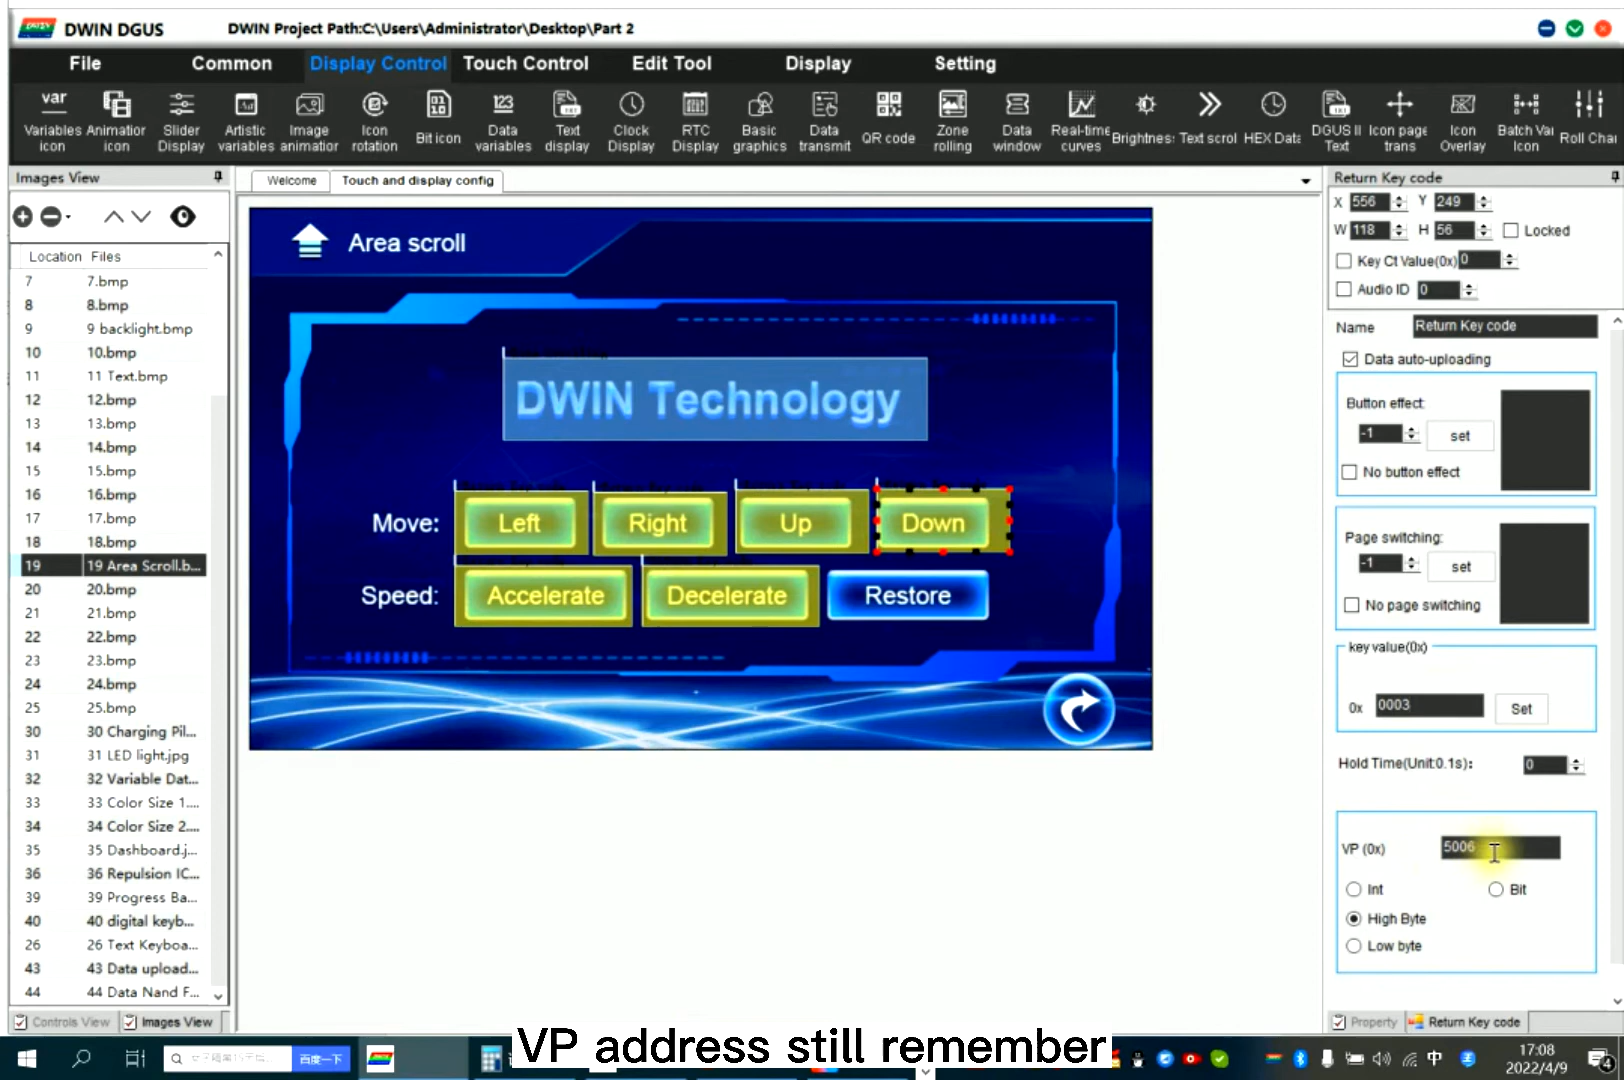 DWIN DGUS
DWIN Project Path:C:\Users\Administrator\Desktop\Part 2
File Common Display Control Touch Control Edit Tool Display Setting
Variables icon
Animation icon
Slider Display
Artistic variables
Image animation
Icon rotation
Bit icon
Data variables
Text display
Clock Display
RTC Display
Basic graphics
Data transmit
QR code
Zone rolling
Data window
Real-time curves
Brightness
Text scrol
HEX Data
DGUS II Text
Icon page trans
Icon Overlay
Batch Var Icon
Roll Char
Images View
Welcome
Touch and display config
Location Files
7 7.bmp
8 8.bmp
9 9 backlight.bmp
10 10.bmp
11 11 Text.bmp
12 12.bmp
13 13.bmp
14 14.bmp
15 15.bmp
16 16.bmp
17 17.bmp
18 18.bmp
19 19 Area Scroll.b...
20 20.bmp
21 21.bmp
22 22.bmp
23 23.bmp
24 24.bmp
25 25.bmp
30 30 Charging Pil...
31 31 LED light.jpg
32 32 Variable Dat...
33 33 Color Size 1....
34 34 Color Size 2....
35 35 Dashboard.j...
36 36 Repulsion IC...
39 39 Progress Ba...
40 40 digital keyb...
26 26 Text Keyboa...
43 43 Data upload...
44 44 Data Nand F...
Controls View
Images View
Area scroll
DWIN Technology
Move: Left Right Up Down
Speed: Accelerate Decelerate Restore
Return Key code
X 556 Y 249
W 118 H 56 Locked
Key Ct Value(0x) 0
Audio ID 0
Name Return Key code
Data auto-uploading
Button effect:
-1 set
No button effect
Page switching:
-1 set
No page switching
key value(0x)
0x 0003 Set
Hold Time(Unit:0.1s): 0
VP (0x) 5006
Int Bit
High Byte
Low byte
Property
Return Key code
VP address still remember
百度一下
中
17:08
2022/4/9
4